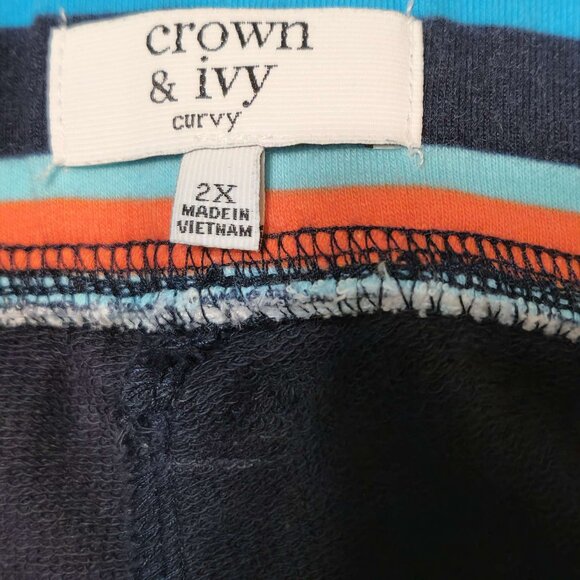 crown
& ivy
curvy
2X
MADE IN
VIETNAM